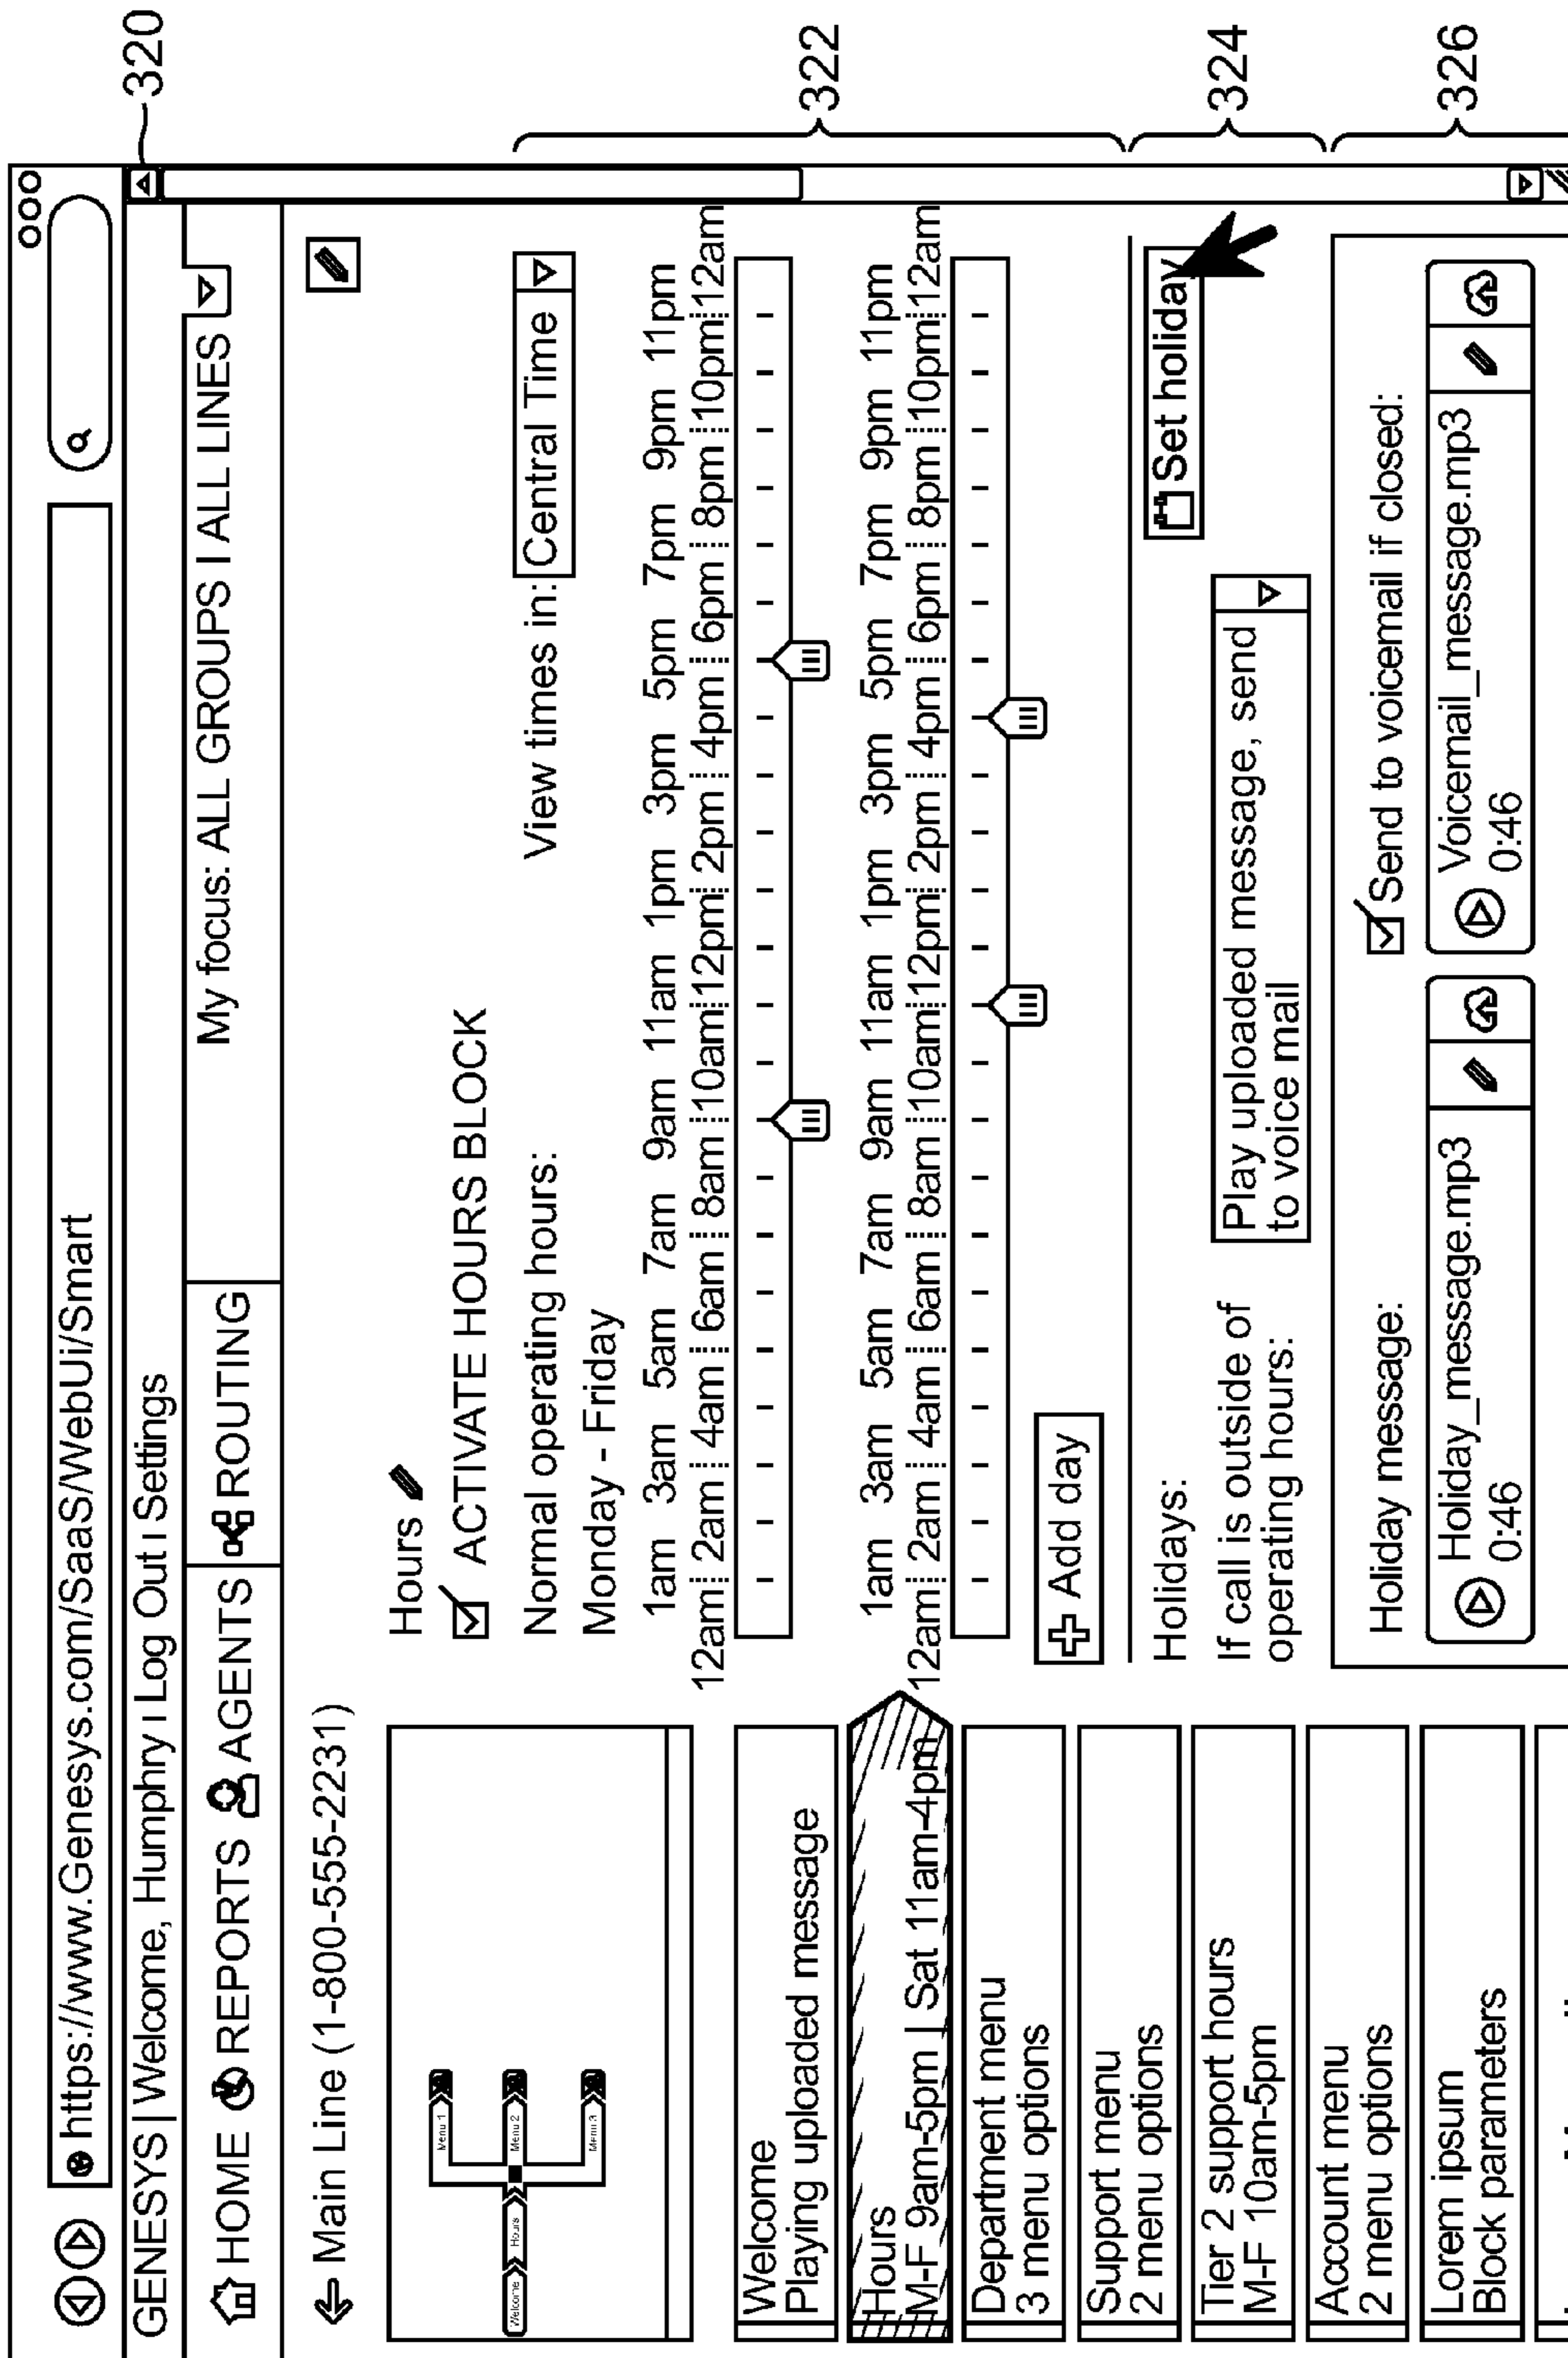 https://www.Genesys.com/SaaS/WebUi/Smart
GENESYS | Welcome, Humphry | Log Out | Settings
320
HOME REPORTS AGENTS ROUTING
My focus: ALL GROUPS | ALL LINES
Main Line (1-800-555-2231)
Welcome
Hours
Menu 1
Menu 2
Menu 3
Welcome
Playing uploaded message
Hours
M-F 9am-5pm | Sat 11am-4pm
Department menu
3 menu options
Support menu
2 menu options
Tier 2 support hours
M-F 10am-5pm
Account menu
2 menu options
Lorem ipsum
Block parameters
Hours
ACTIVATE HOURS BLOCK
Normal operating hours:
View times in: Central Time
Monday - Friday
1am 3am 5am 7am 9am 11am 1pm 3pm 5pm 7pm 9pm 11pm
12am 2am 4am 6am 8am 10am 12pm 2pm 4pm 6pm 8pm 10pm 12am
322
1am 3am 5am 7am 9am 11am 1pm 3pm 5pm 7pm 9pm 11pm
12am 2am 4am 6am 8am 10am 12pm 2pm 4pm 6pm 8pm 10pm 12am
Add day
Holidays:
Set holiday
324
If call is outside of
operating hours:
Play uploaded message, send
to voice mail
Holiday message:
Holiday_message.mp3
0:46
Send to voicemail if closed:
Voicemail_message.mp3
0:46
326